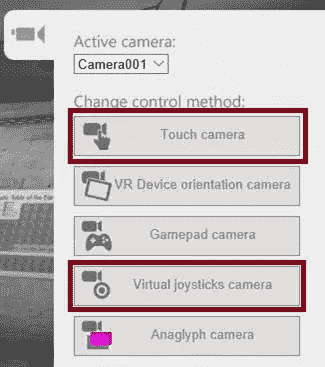 Active camera:
Camera001
Change control method:
Touch camera
VR Device orientation camera
Gamepad camera
Virtual joysticks camera
Anaglyph camera